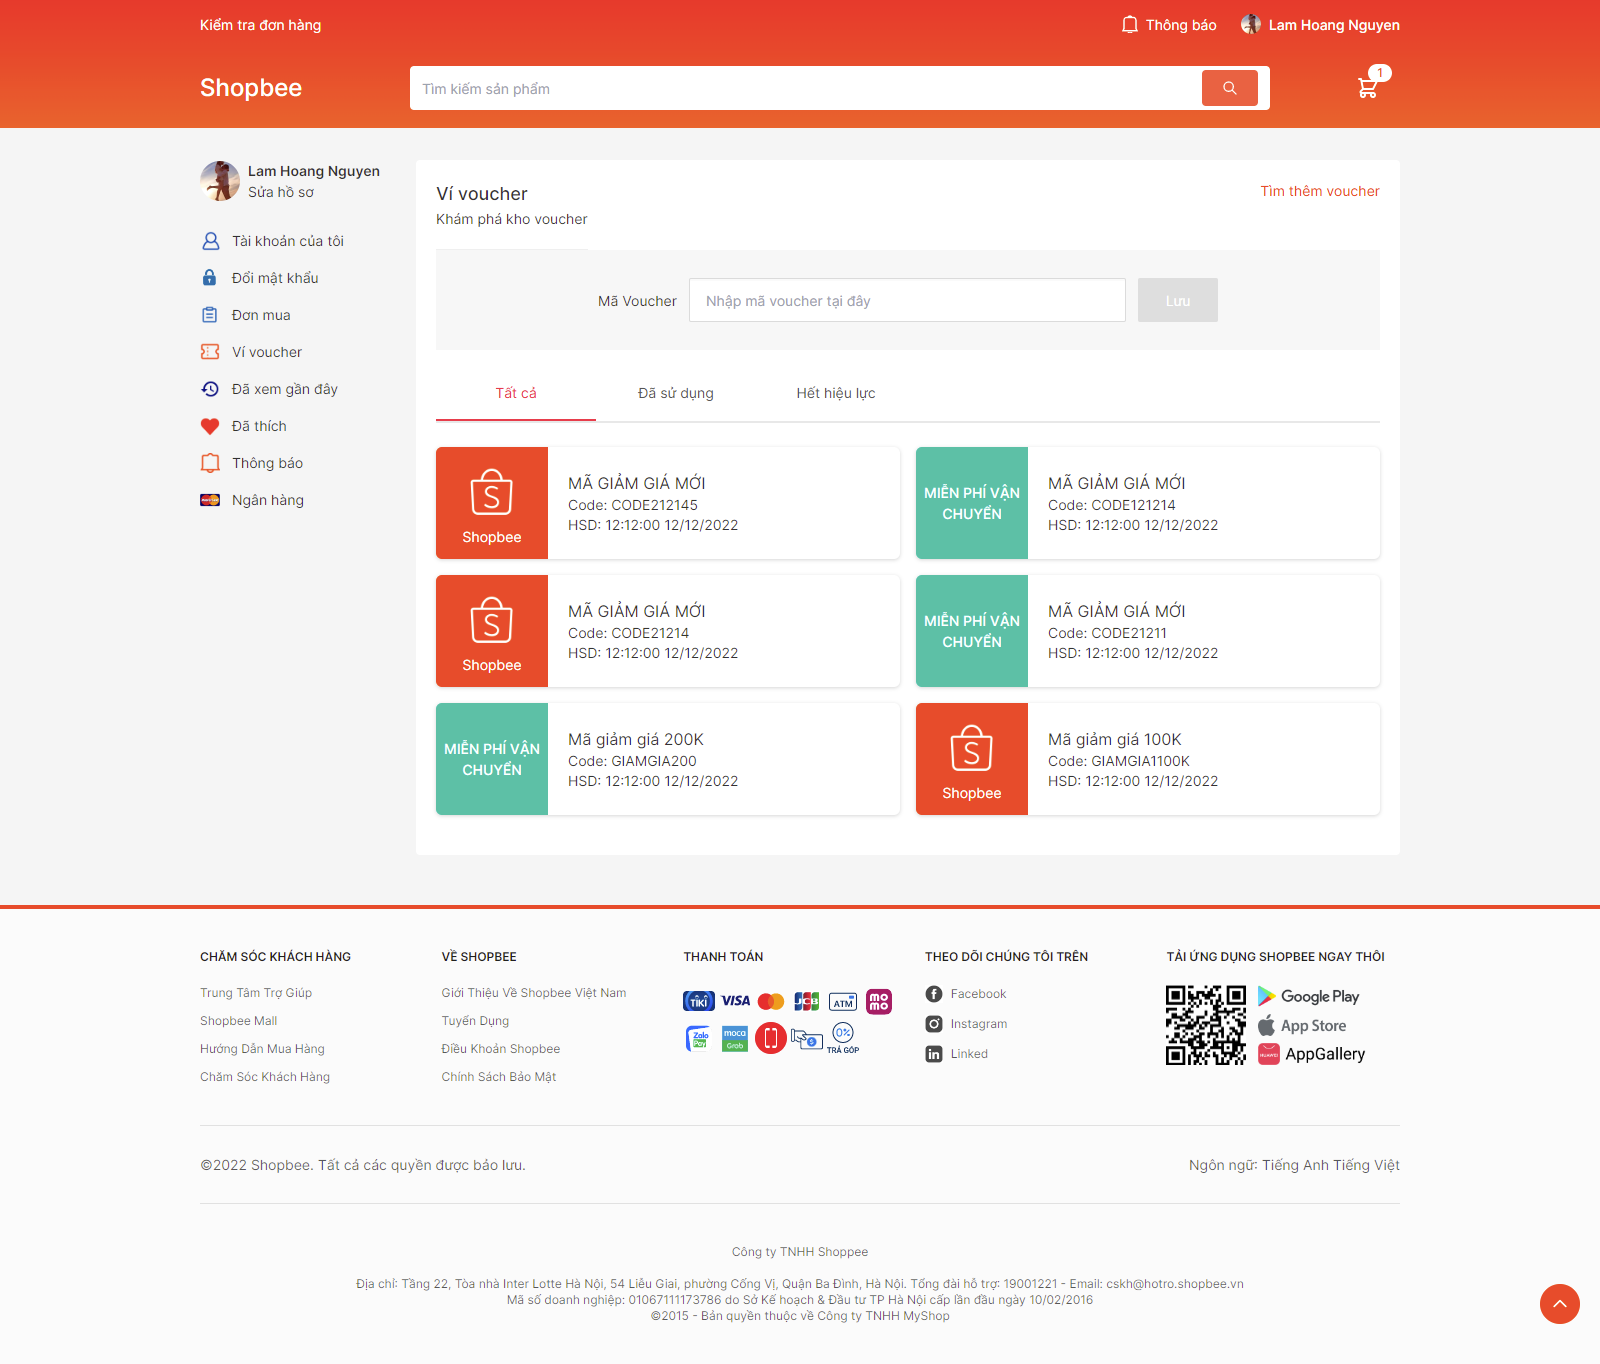 Kiểm tra đơn hàng
Thông báo
Lam Hoang Nguyen
Shopbee
Tìm kiếm sản phẩm
1
Lam Hoang Nguyen
Sửa hồ sơ
Tài khoản của tôi
Đổi mật khẩu
Đơn mua
Ví voucher
Đã xem gần đây
Đã thích
Thông báo
Ngân hàng
Ví voucher
Tìm thêm voucher
Khám phá kho voucher
Mã Voucher
Nhập mã voucher tại đây
Lưu
Tất cả
Đã sử dụng
Hết hiệu lực
S
Shopbee
MÃ GIẢM GIÁ MỚI
Code: CODE212145
HSD: 12:12:00 12/12/2022
MIỄN PHÍ VẬN
CHUYỂN
MÃ GIẢM GIÁ MỚI
Code: CODE121214
HSD: 12:12:00 12/12/2022
S
Shopbee
MÃ GIẢM GIÁ MỚI
Code: CODE21214
HSD: 12:12:00 12/12/2022
MIỄN PHÍ VẬN
CHUYỂN
MÃ GIẢM GIÁ MỚI
Code: CODE21211
HSD: 12:12:00 12/12/2022
MIỄN PHÍ VẬN
CHUYỂN
Mã giảm giá 200K
Code: GIAMGIA200
HSD: 12:12:00 12/12/2022
S
Shopbee
Mã giảm giá 100K
Code: GIAMGIA1100K
HSD: 12:12:00 12/12/2022
CHĂM SÓC KHÁCH HÀNG
Trung Tâm Trợ Giúp
Shopbee Mall
Hướng Dẫn Mua Hàng
Chăm Sóc Khách Hàng
VỀ SHOPBEE
Giới Thiệu Về Shopbee Việt Nam
Tuyển Dụng
Điều Khoản Shopbee
Chính Sách Bảo Mật
THANH TOÁN
TIKI
VISA
JCB
ATM
mo mo
Zalo Pay
moca Grab
0%
TRẢ GÓP
THEO DÕI CHÚNG TÔI TRÊN
Facebook
Instagram
Linked
TẢI ỨNG DỤNG SHOPBEE NGAY THÔI
Google Play
App Store
HUAWEI
AppGallery
©2022 Shopbee. Tất cả các quyền được bảo lưu.
Ngôn ngữ: Tiếng Anh Tiếng Việt
Công ty TNHH Shoppee
Địa chỉ: Tầng 22, Tòa nhà Inter Lotte Hà Nội, 54 Liễu Giai, phường Cống Vị, Quận Ba Đình, Hà Nội. Tổng đài hỗ trợ: 19001221 - Email: cskh@hotro.shopbee.vn
Mã số doanh nghiệp: 01067111173786 do Sở Kế hoạch & Đầu tư TP Hà Nội cấp lần đầu ngày 10/02/2016
©2015 - Bản quyền thuộc về Công ty TNHH MyShop